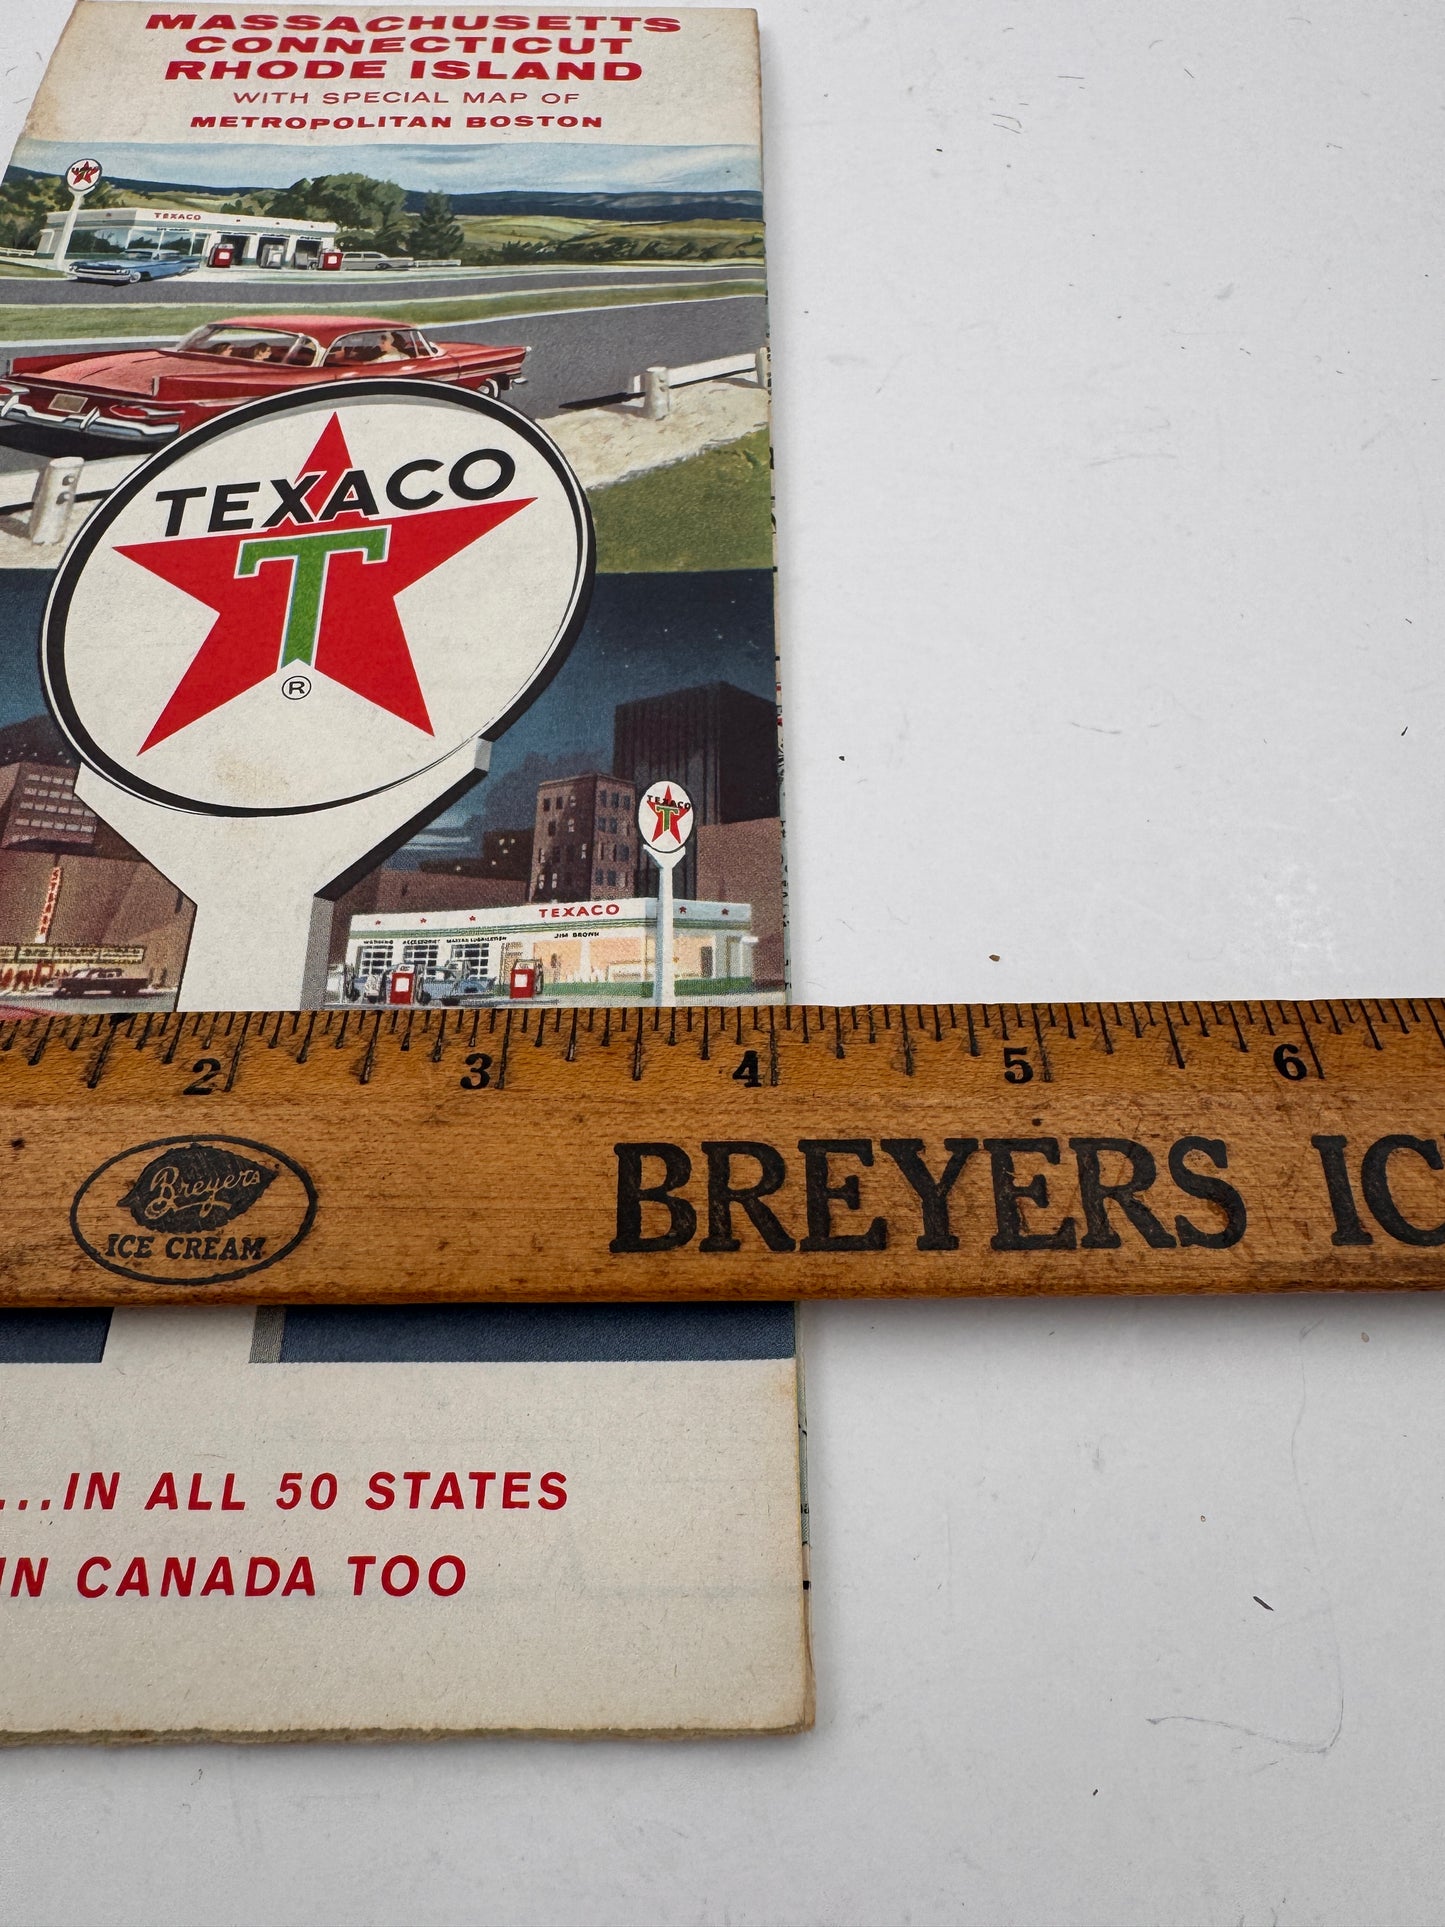 MASSACHUSETTS
CONNECTICUT
RHODE ISLAND
WITH SPECIAL MAP OF
METROPOLITAN BOSTON
TEXACO
TEXACO
T
®
TEXACO
T
TEXACO
JIM BROWN
2 3 4 5 6
Breyers
ICE CREAM
BREYERS IC
...IN ALL 50 STATES
IN CANADA TOO